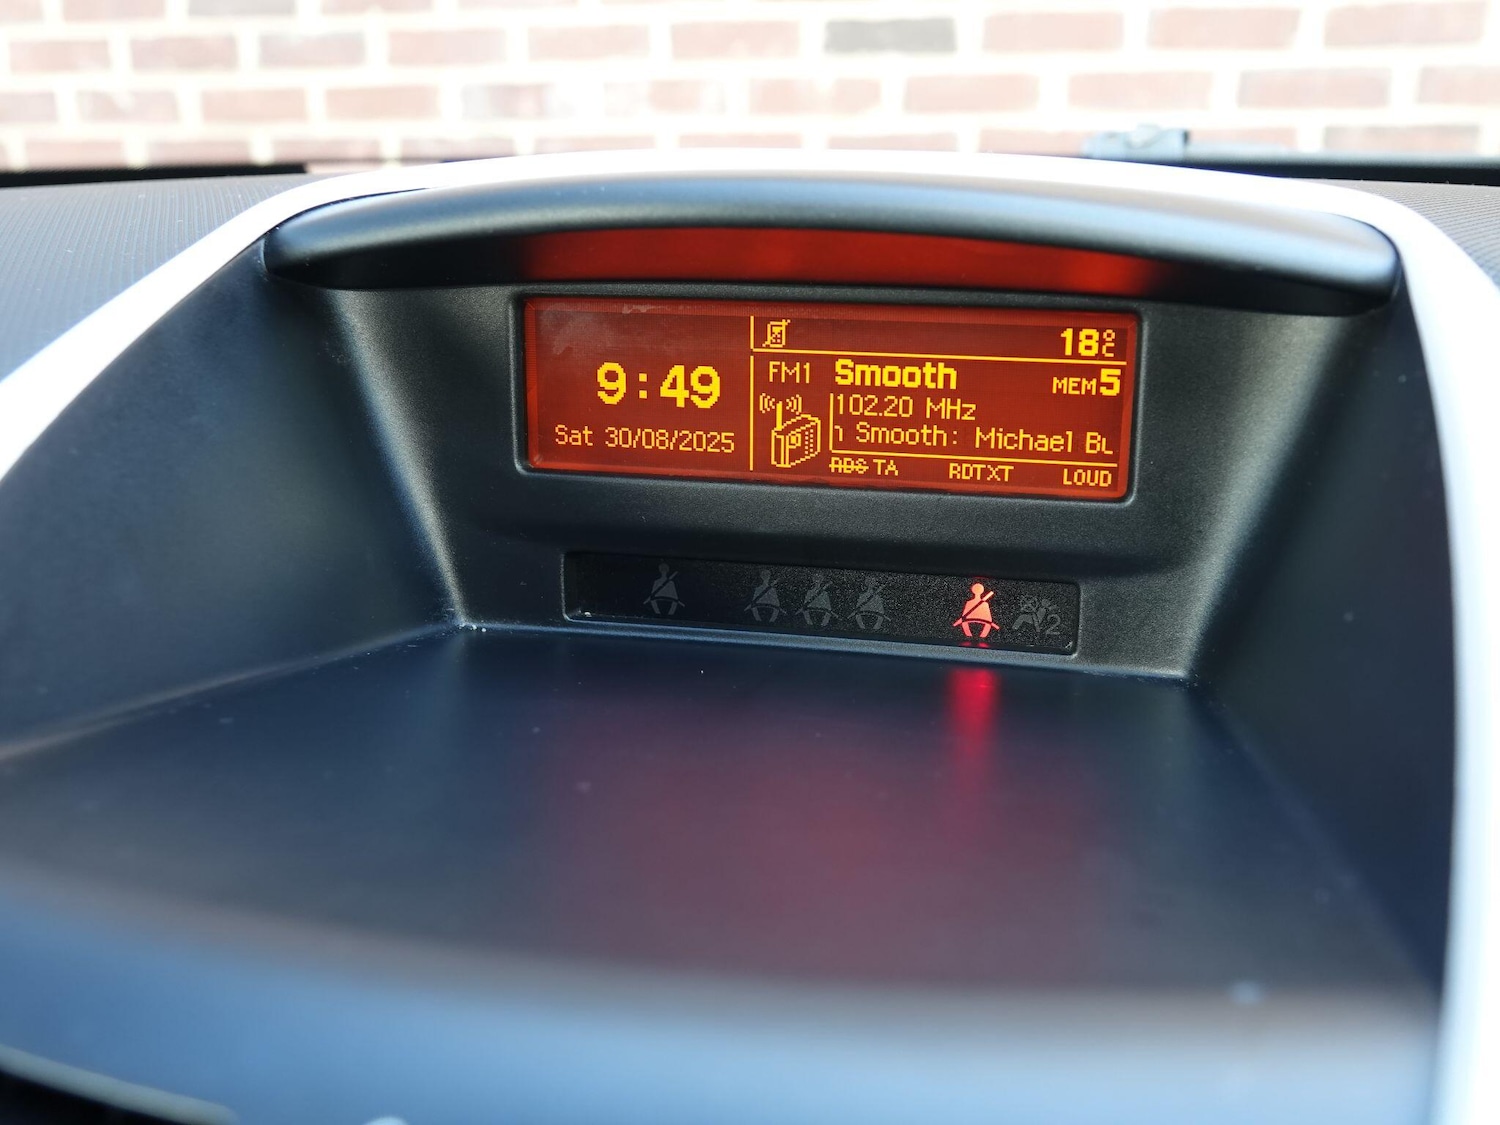 9:49
Sat 30/08/2025
18°C
FM1 Smooth MEM5
102.20 MHz
Smooth: Michael
RDS TA RDTXT LOUD
2